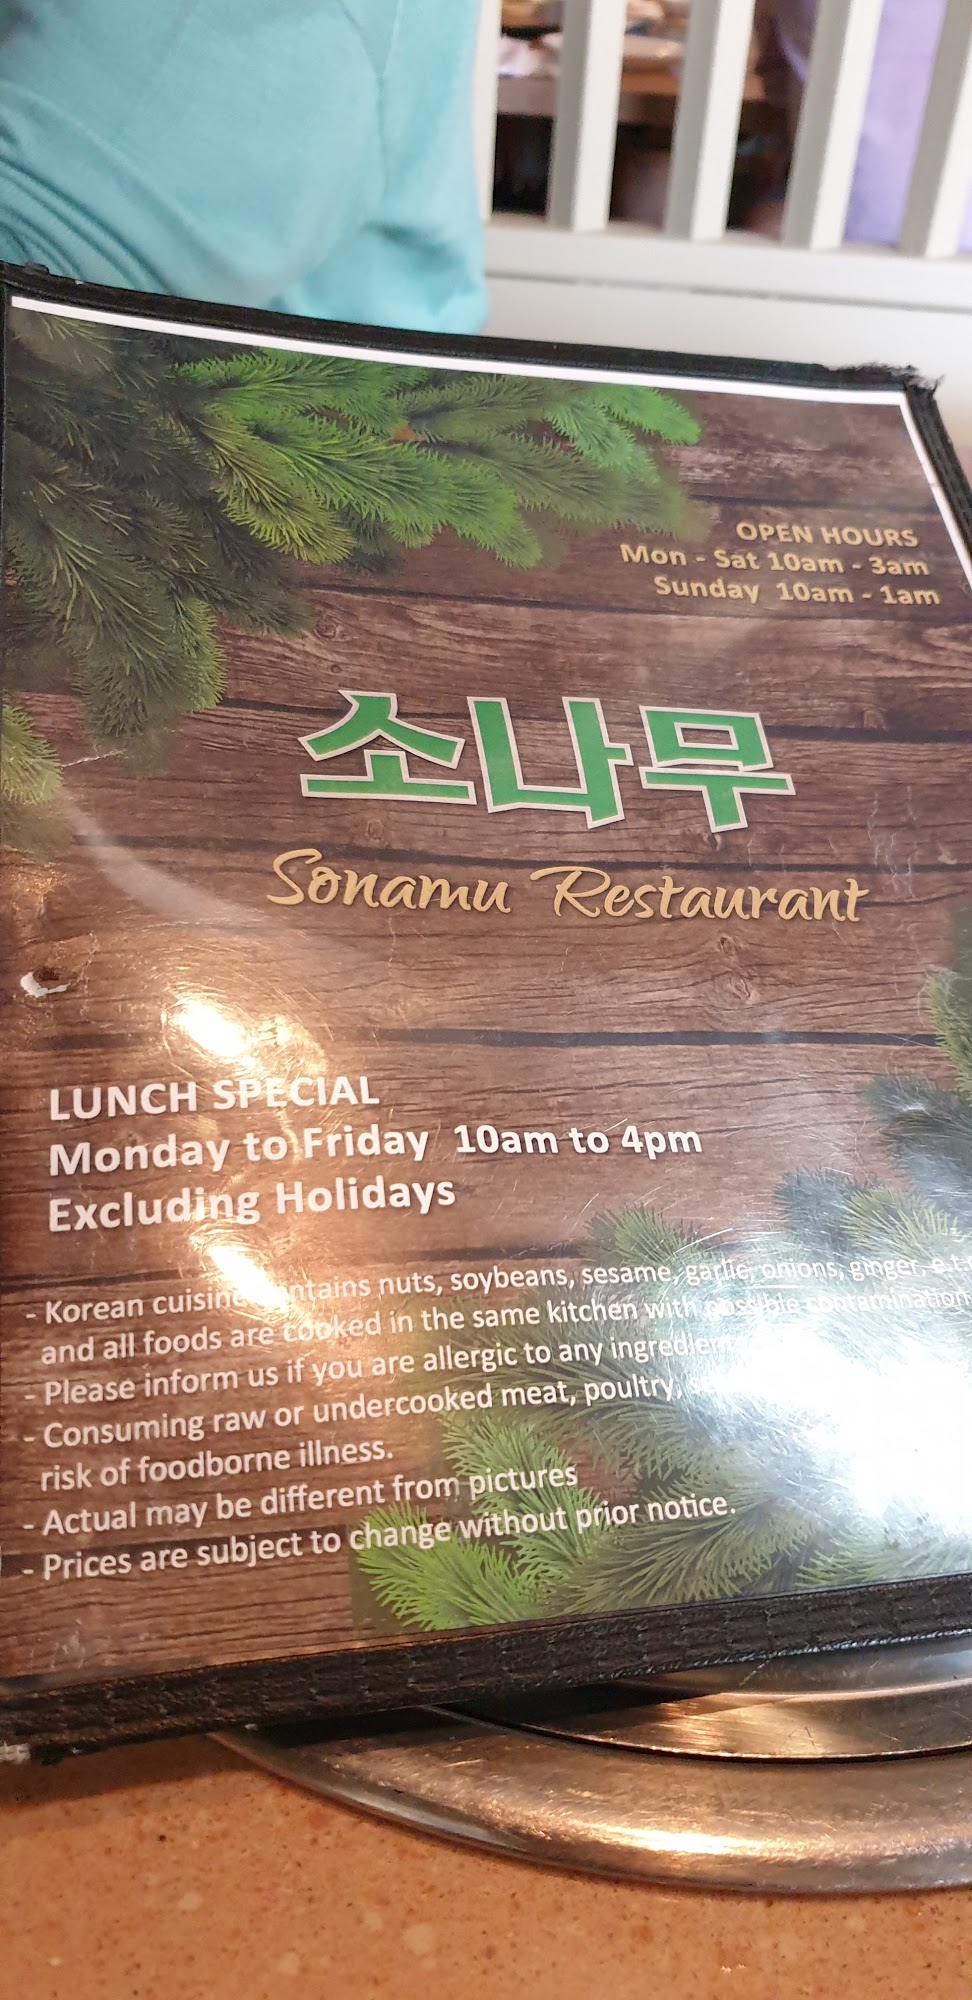 OPEN HOURS
Mon - Sat 10am - 3am
Sunday 10am - 1am
소나무
Sonamu Restaurant
LUNCH SPECIAL
Monday to Friday 10am to 4pm
Excluding Holidays
- Korean cuisine contains nuts, soybeans, sesame, garlic, onions, ginger,
and all foods are cooked in the same kitchen with possible contamination
- Please inform us if you are allergic to any
- Consuming raw or undercooked meat, poultry,
risk of foodborne illness.
- Actual may be different from pictures
- Prices are subject to change without prior notice.